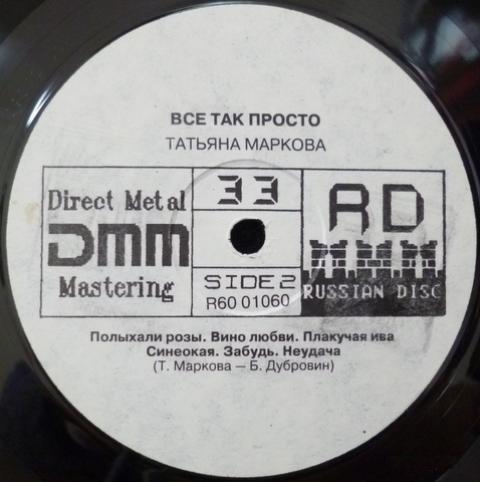 ВСЕ ТАК ПРОСТО
ТАТЬЯНА МАРКОВА
Direct Metal
DMM
Mastering
33
SIDE 2
R60 01060
RD
RUSSIAN DISC
Полыхали розы. Вино любви. Плакучая ива
Синеокая. Забудь. Неудача
(Т. Маркова — Б. Дубровин)